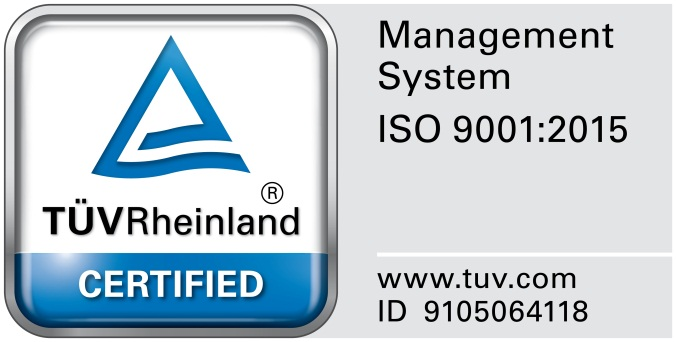 ®
TÜVRheinland
CERTIFIED
Management
System
ISO 9001:2015
www.tuv.com
ID 9105064118